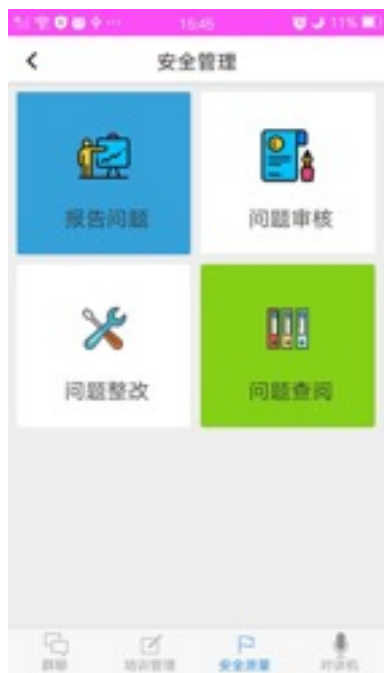 15:45
11%
安全管理
报告问题
问题审核
问题整改
问题查阅
群聊
培训管理
安全质量
对讲机